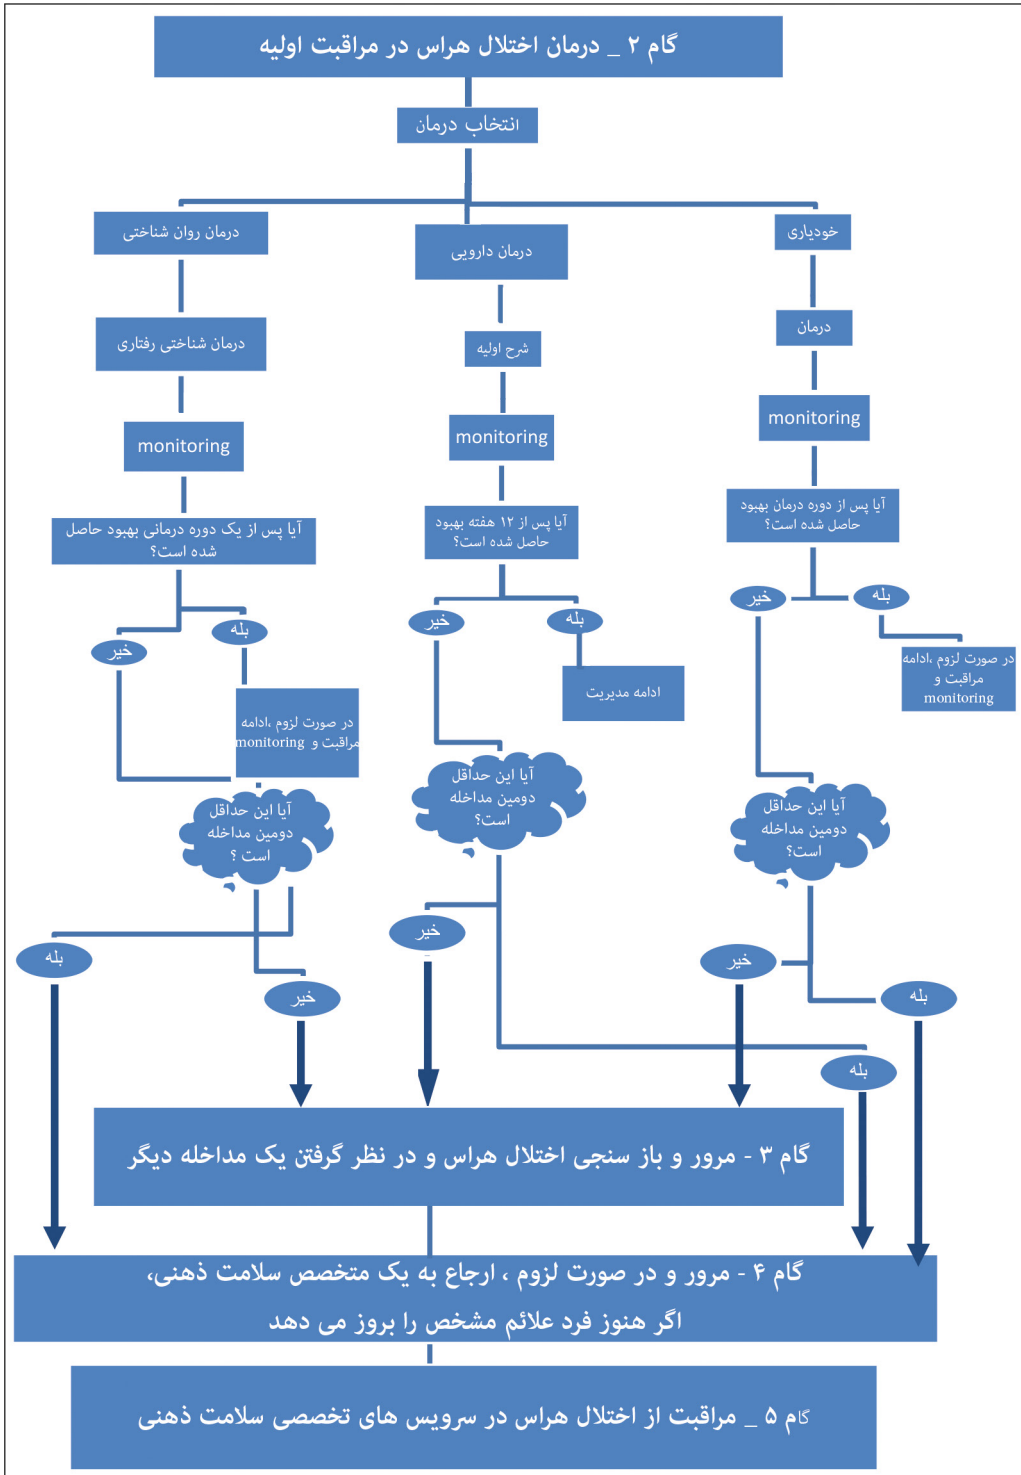 گام ۲ _ درمان اختلال هراس در مراقبت اولیه
انتخاب درمان
خودیاری
درمان دارویی
درمان روان شناختی
درمان
شرح اولیه
درمان شناختی رفتاری
monitoring
monitoring
monitoring
آیا پس از دوره درمان بهبود
حاصل شده است؟
آیا پس از ۱۲ هفته بهبود
حاصل شده است؟
آیا پس از یک دوره درمانی بهبود حاصل
شده است؟
بله
خیر
بله
خیر
بله
خیر
در صورت لزوم ،ادامه
مراقبت و
monitoring
ادامه مدیریت
در صورت لزوم ،ادامه
مراقبت و monitoring
آیا این حداقل
دومین مداخله
است؟
آیا این حداقل
دومین مداخله
است؟
آیا این حداقل
دومین مداخله
است ؟
بله
خیر
بله
خیر
خیر
بله
گام ۳ - مرور و باز سنجی اختلال هراس و در نظر گرفتن یک مداخله دیگر
گام ۴ - مرور و در صورت لزوم ، ارجاع به یک متخصص سلامت ذهنی،
اگر هنوز فرد علائم مشخص را بروز می دهد
گام ۵ _ مراقبت از اختلال هراس در سرویس های تخصصی سلامت ذهنی